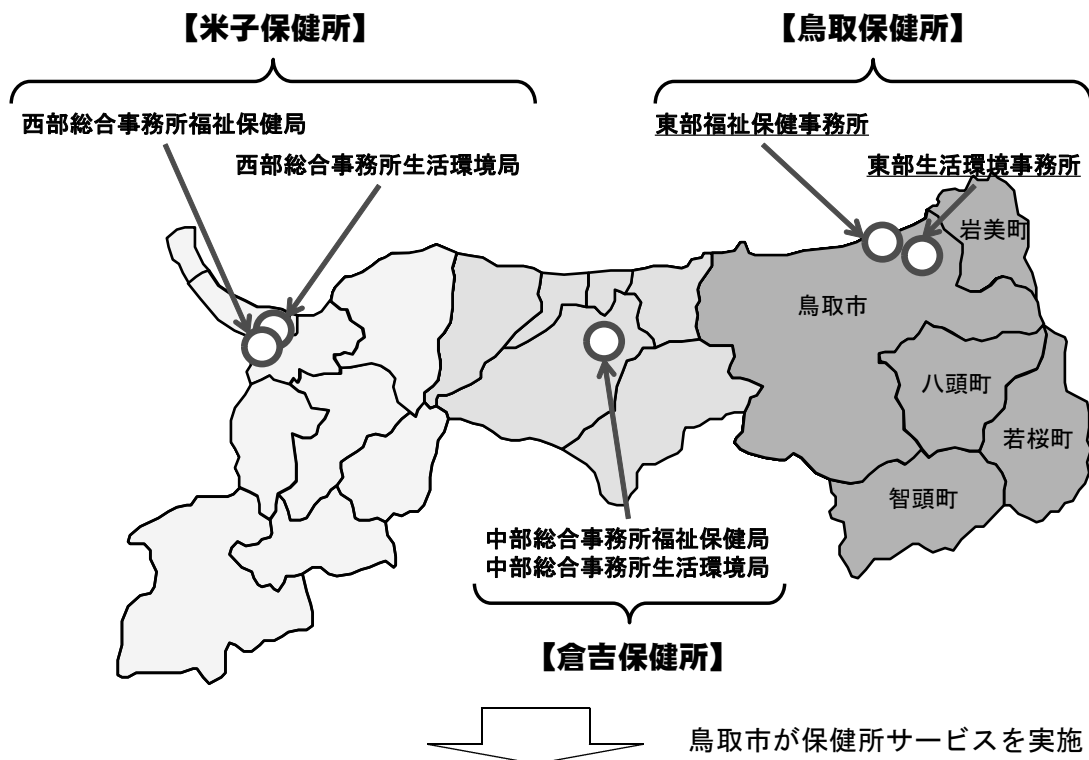 【米子保健所】
【鳥取保健所】
西部総合事務所福祉保健局
東部福祉保健事務所
西部総合事務所生活環境局
東部生活環境事務所
岩美町
鳥取市
八頭町
若桜町
智頭町
中部総合事務所福祉保健局
中部総合事務所生活環境局
【倉吉保健所】
鳥取市が保健所サービスを実施